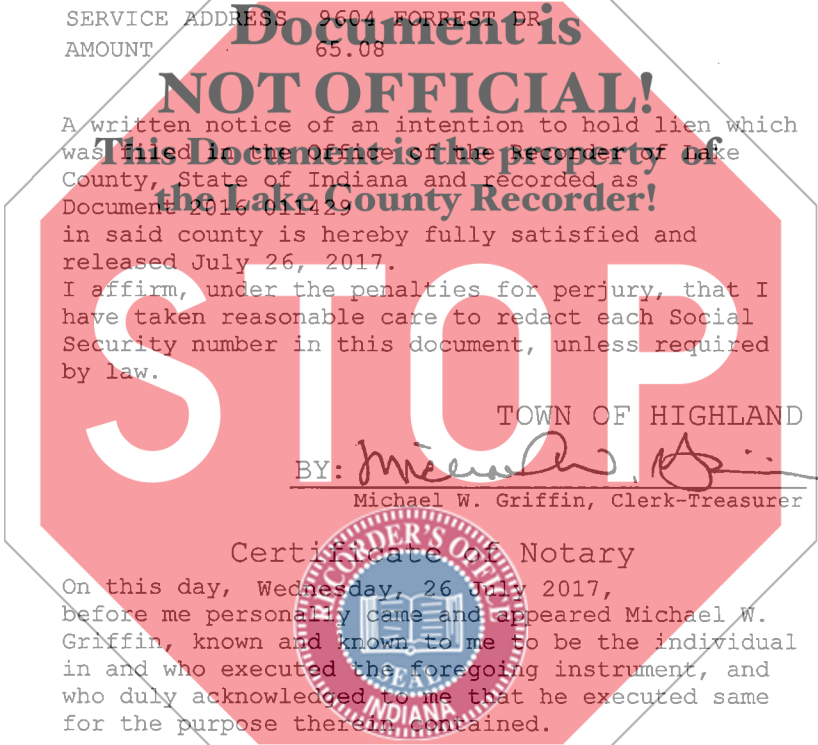 SERVICE ADDRESS 9604 FORREST DR
AMOUNT 65.08
Document is
NOT OFFICIAL!
This Document is the property of
the Lake County Recorder!
STOP
A written notice of an intention to hold lien which
was filed in the Office of the Recorder of Lake
County, State of Indiana and recorded as
Document 2016 011429
in said county is hereby fully satisfied and
released July 26, 2017.
I affirm, under the penalties for perjury, that I
have taken reasonable care to redact each Social
Security number in this document, unless required
by law.
TOWN OF HIGHLAND
BY:
Michael W. Griffin, Clerk-Treasurer
Certificate of Notary
On this day, Wednesday, 26 July 2017,
before me personally came and appeared Michael W.
Griffin, known and known to me to be the individual
in and who executed the foregoing instrument, and
who duly acknowledged to me that he executed same
for the purpose therein contained.
RECORDER'S OFFICE
SEAL
INDIANA